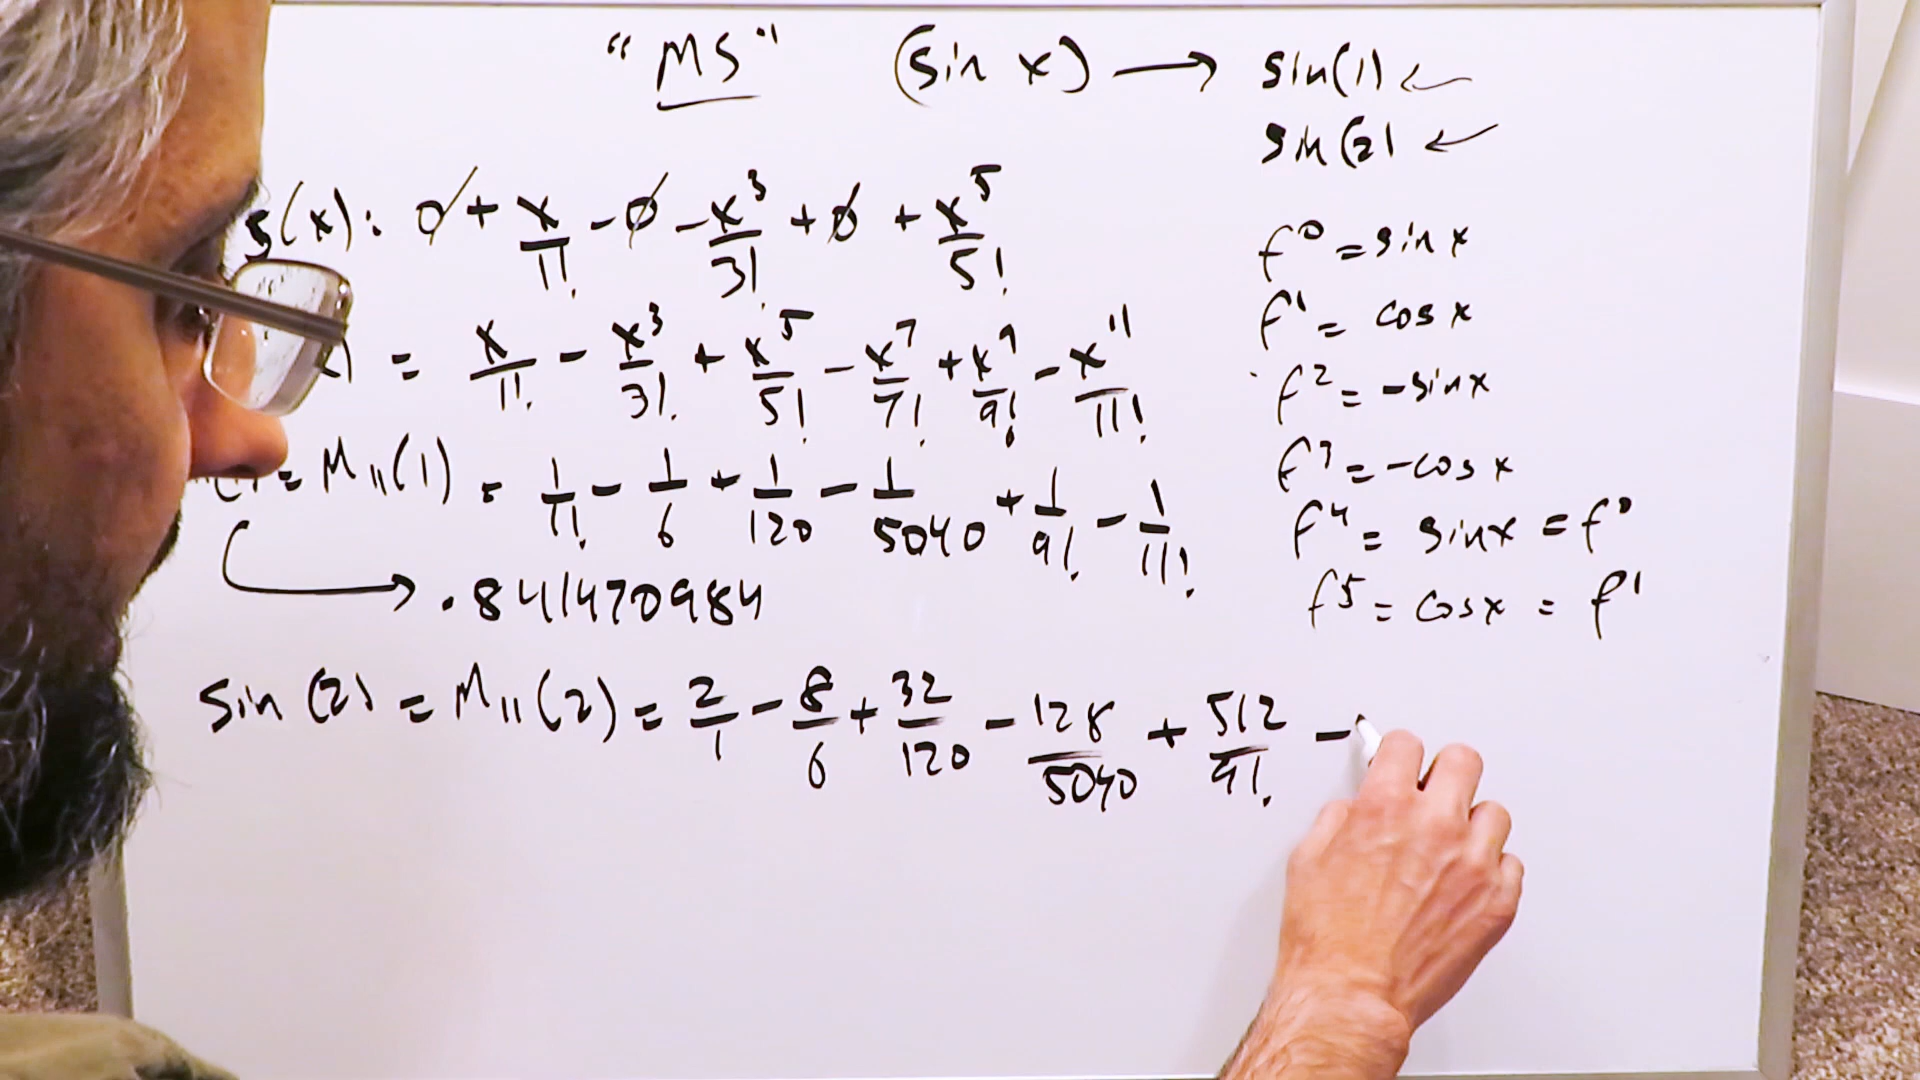 "MS" (sin x) → sin(1) ←
sin(2) ←
5(x): 0 + x/1! - 0 - x³/3! + 0 + x⁵/5!
= x/1! - x³/3! + x⁵/5! - x⁷/7! + x⁹/9! - x¹¹/11!
= M₁₁(1) = 1/1! - 1/6 + 1/120 - 1/5040 + 1/9! - 1/11!
→ .841470984
sin(2) = M₁₁(2) = 2/1 - 8/6 + 32/120 - 128/5040 + 512/9! -
f⁰ = sin x
f¹ = cos x
f² = -sin x
f³ = -cos x
f⁴ = sin x = f⁰
f⁵ = cos x = f¹